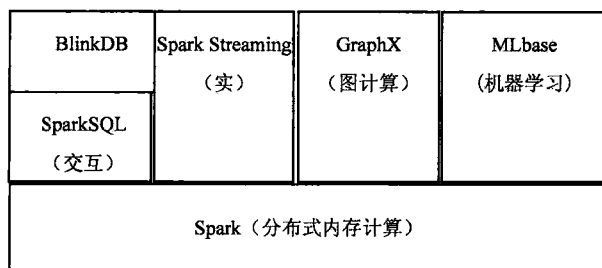 BlinkDB
SparkSQL
（交互）
Spark Streaming
（实）
GraphX
（图计算）
MLbase
（机器学习）
Spark（分布式内存计算）